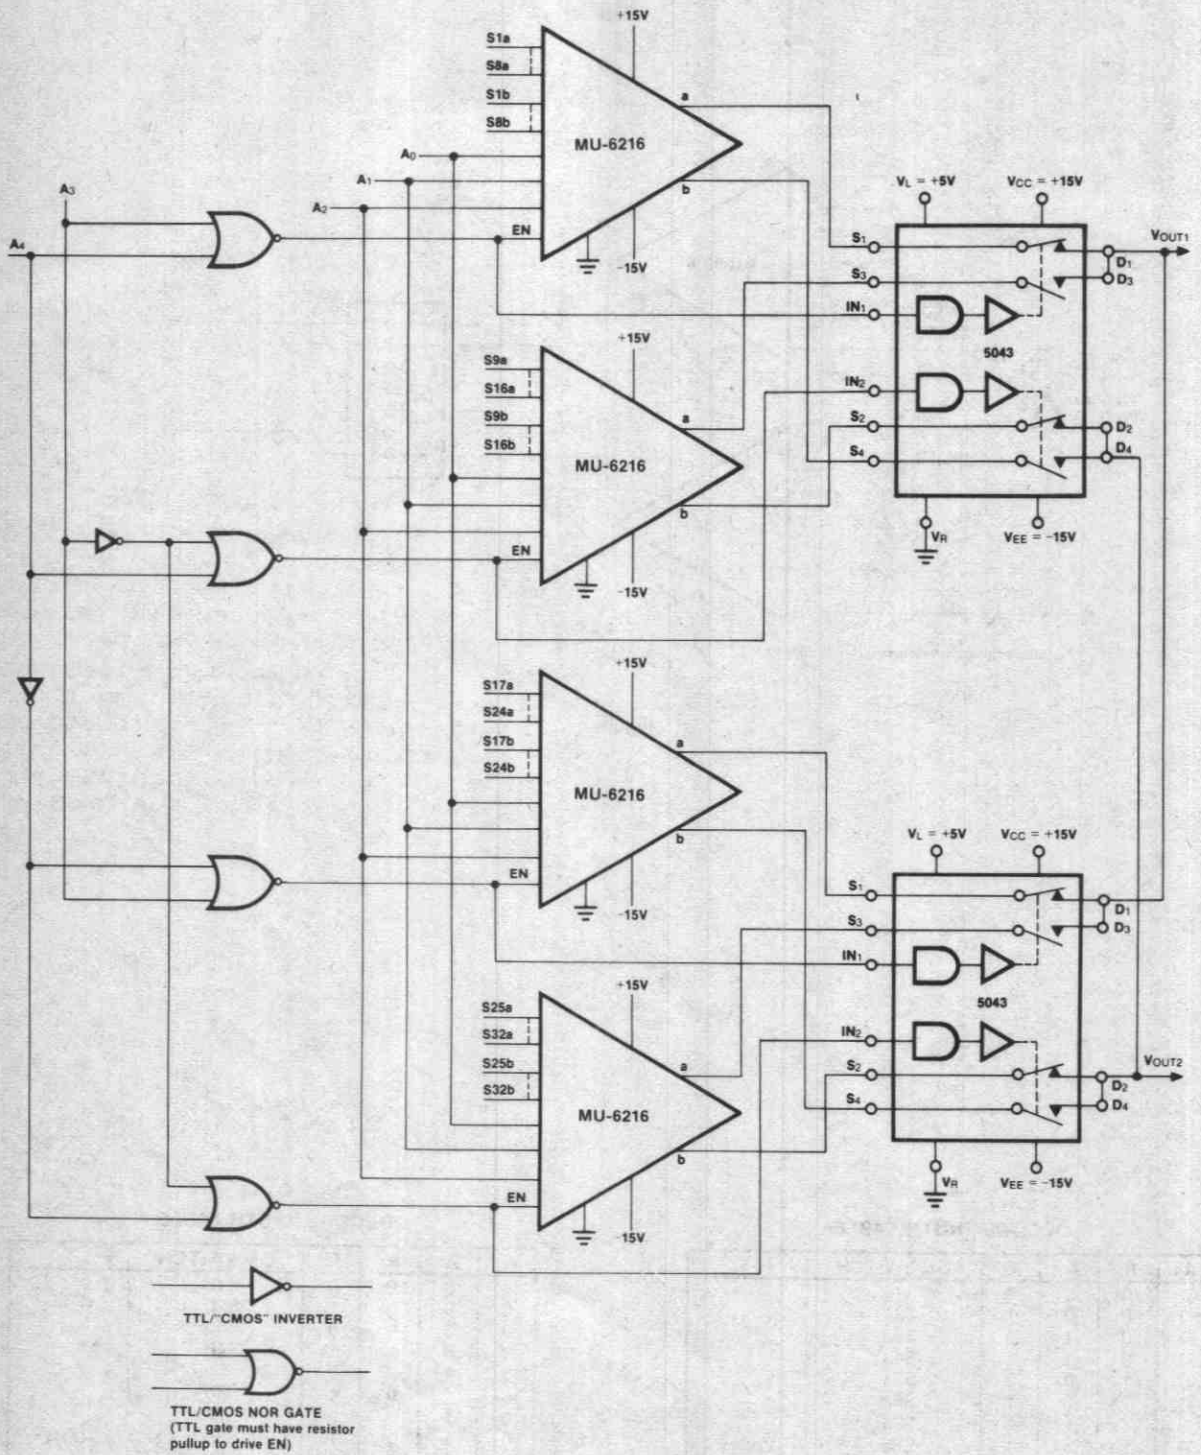 +15V
S1a
S8a
S1b
S8b
a
MU-6216
A0
A1
A2
b
EN
-15V
A3
A4
VL = +5V
VCC = +15V
S1
S3
IN1
5043
IN2
S2
S4
D1
D3
D2
D4
VOUT1
VR
VEE = -15V
+15V
S9a
S16a
S9b
S16b
a
MU-6216
b
EN
-15V
+15V
S17a
S24a
S17b
S24b
a
MU-6216
b
EN
-15V
VL = +5V
VCC = +15V
S1
S3
IN1
5043
IN2
S2
S4
D1
D3
D2
D4
VOUT2
VR
VEE = -15V
+15V
S25a
S32a
S25b
S32b
a
MU-6216
b
EN
-15V
TTL/"CMOS" INVERTER
TTL/CMOS NOR GATE
(TTL gate must have resistor
pullup to drive EN)